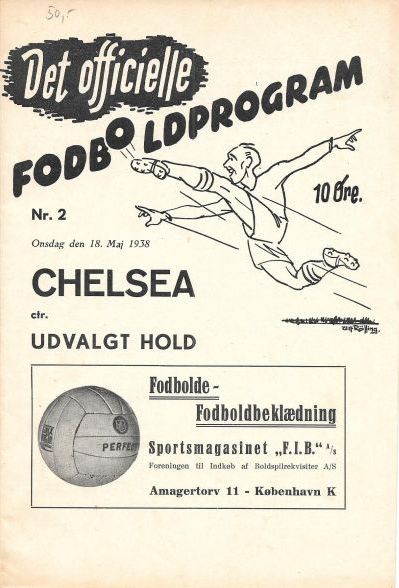 50,-
Det officielle
FODBOLDPROGRAM
10 Øre.
Nr. 2
Onsdag den 18. Maj 1938
CHELSEA
ctr.
UDVALGT HOLD
Fodbolde -
Fodboldbeklædning
PERFEC
Sportsmagasinet „F.I.B.“ A/S
Foreningen til Indkøb af Boldspilrekvisiter A/S
Amagertorv 11 - København K